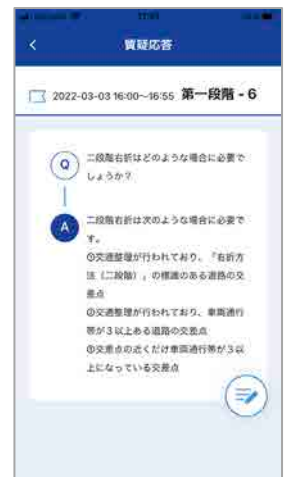 質疑応答
2022-03-03 16:00~16:55 第一段階 - 6
Q
二段階右折はどのような場合に必要で
しょうか?
A
二段階右折は次のような場合に必要で
す。
①交通整理が行われており、「右折方
法（二段階）」の標識のある道路の交
差点
②交通整理が行われており、車両通行
帯が3以上ある道路の交差点
③交差点の近くだけ車両通行帯が3以
上になっている交差点